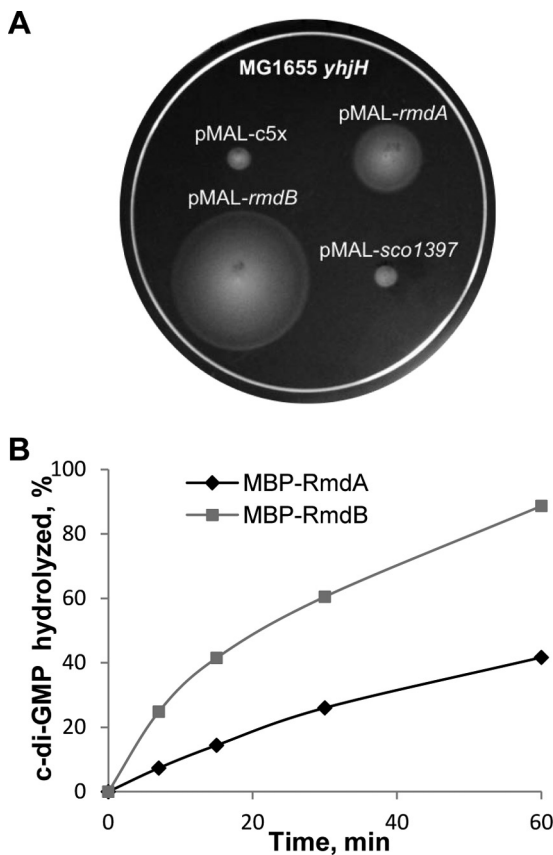 A
MG1655 yhjH
pMAL-rmdA
pMAL-c5x
pMAL-rmdB
pMAL-sco1397
B
100
80
60
40
20
0
c-di-GMP hydrolyzed, %
MBP-RmdA
MBP-RmdB
0 20 40 60
Time, min